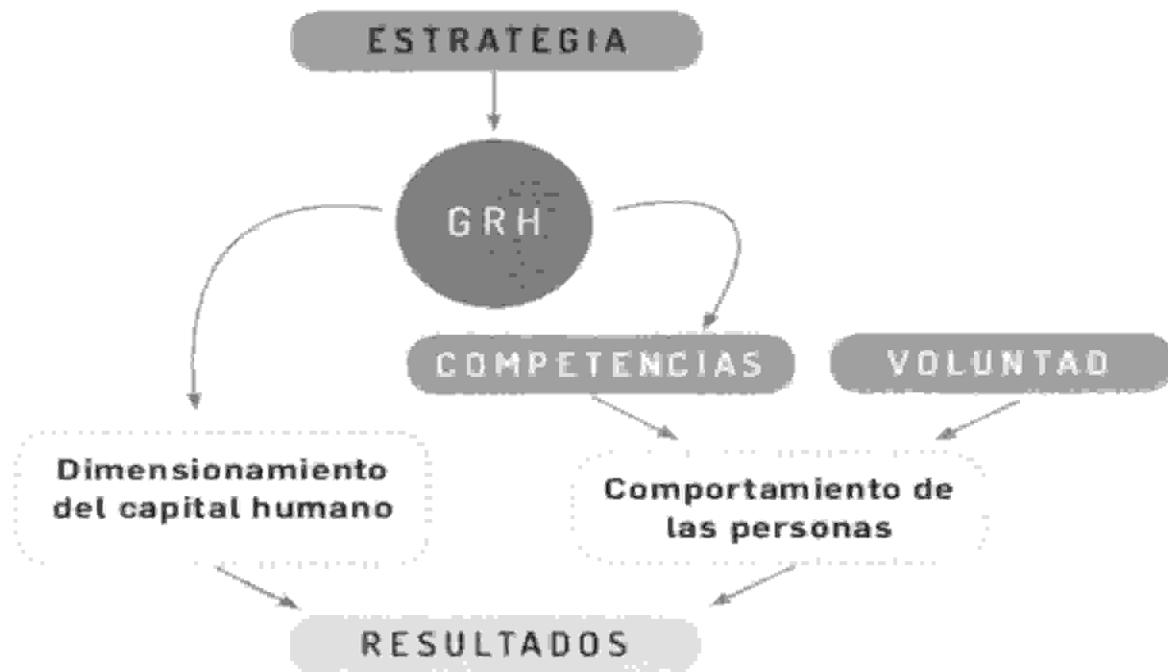 ESTRATEGIA
GRH
COMPETENCIAS
VOLUNTAD
Dimensionamiento
del capital humano
Comportamiento de
las personas
RESULTADOS